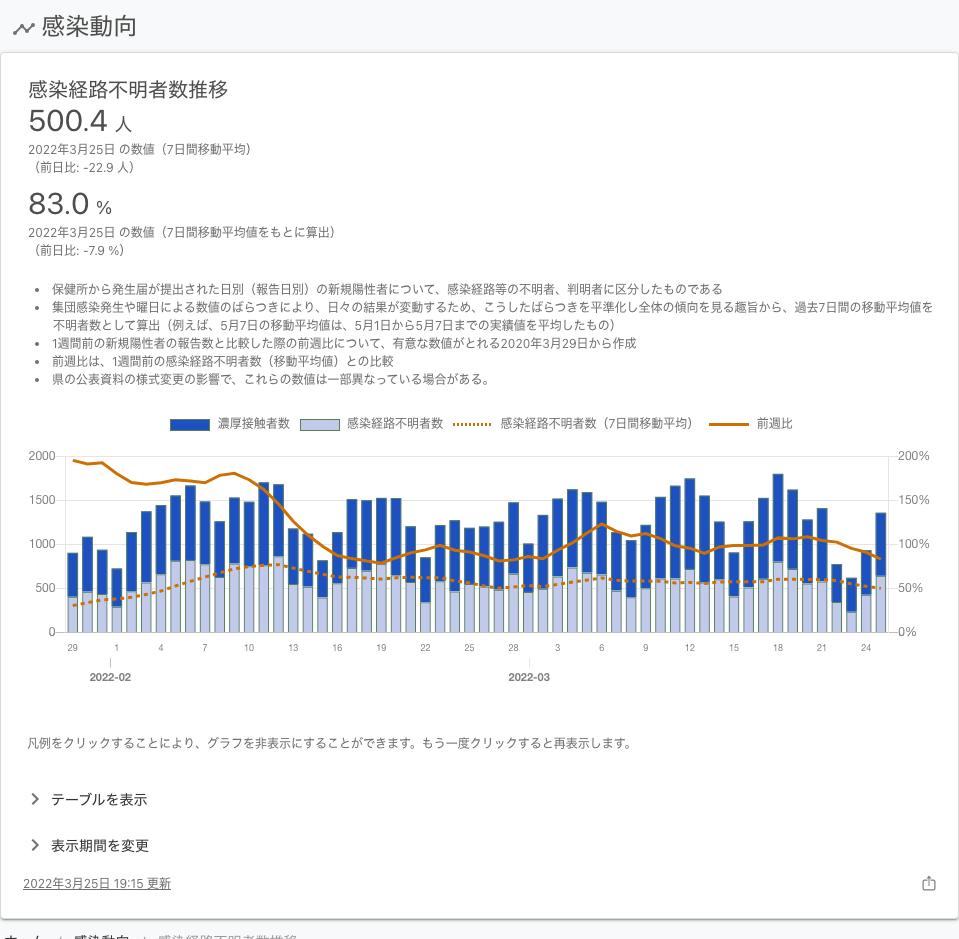 感染動向
感染経路不明者数推移
500.4 人
2022年3月25日 の数値（7日間移動平均）
（前日比: -22.9 人）
83.0 %
2022年3月25日 の数値（7日間移動平均値をもとに算出）
（前日比: -7.9 %）
• 保健所から発生届が提出された日別（報告日別）の新規陽性者について、感染経路等の不明者、判明者に区分したものである
• 集団感染発生や曜日による数値のばらつきにより、日々の結果が変動するため、こうしたばらつきを平準化し全体の傾向を見る趣旨から、過去7日間の移動平均値を
不明者数として算出（例えば、5月7日の移動平均値は、5月1日から5月7日までの実績値を平均したもの）
• 1週間前の新規陽性者の報告数と比較した際の前週比について、有意な数値がとれる2020年3月29日から作成
• 前週比は、1週間前の感染経路不明者数（移動平均値）との比較
• 県の公表資料の様式変更の影響で、これらの数値は一部異なっている場合がある。
濃厚接触者数 感染経路不明者数 感染経路不明者数（7日間移動平均） 前週比
2000 200%
1500 150%
1000 100%
500 50%
0 0%
29 1 4 7 10 13 16 19 22 25 28 3 6 9 12 15 18 21 24
2022-02 2022-03
凡例をクリックすることにより、グラフを非表示にすることができます。もう一度クリックすると再表示します。
テーブルを表示
表示期間を変更
2022年3月25日 19:15 更新